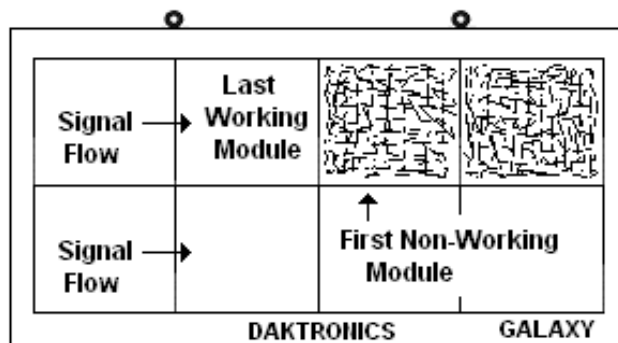 Signal
Flow
Last
Working
Module
Signal
Flow
First Non-Working
Module
DAKTRONICS GALAXY